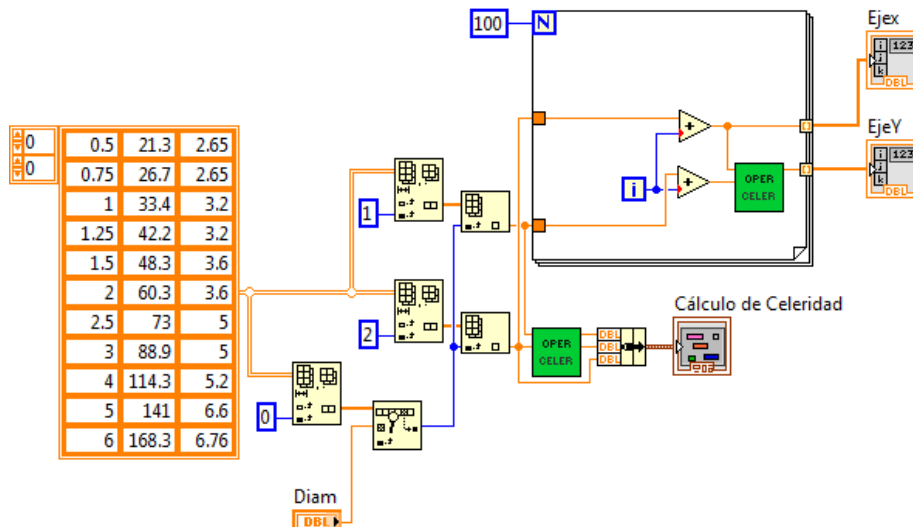 100
N
Ejex
i
123
j
k
DBL
EjeY
i
123
j
k
DBL
0
0
0.5 21.3 2.65
0.75 26.7 2.65
1 33.4 3.2
1.25 42.2 3.2
1.5 48.3 3.6
2 60.3 3.6
2.5 73 5
3 88.9 5
4 114.3 5.2
5 141 6.6
6 168.3 6.76
1
2
0
i
OPER
CELER
OPER
CELER
DBL
DBL
DBL
Cálculo de Celeridad
Diam
DBL